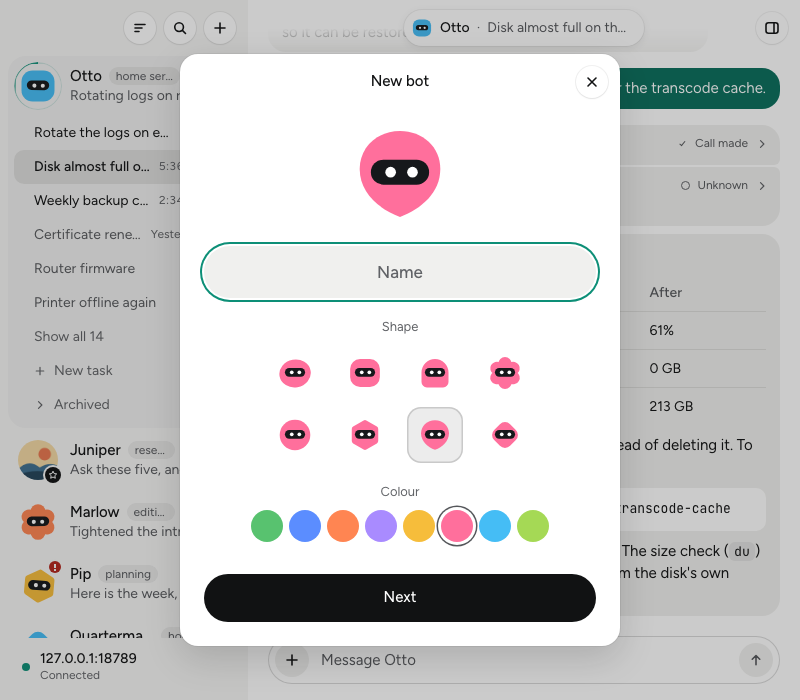 so it can be restor
Otto · Disk almost full on th...
Otto home ser...
Rotating logs on r
the transcode cache.
Rotate the logs on e...
Disk almost full o... 5:36
Weekly backup c... 2:34
Certificate rene... Yeste
Router firmware
Printer offline again
Show all 14
New task
Archived
Juniper rese...
Ask these five, an
Marlow editi...
Tightened the intr
Pip planning
Here is the week,
Quarterma ho
127.0.0.1:18789
Connected
New bot
Name
Shape
Colour
Next
Call made
Unknown
After
61%
0 GB
213 GB
ead of deleting it. To
transcode-cache
The size check ( du )
m the disk's own
Message Otto